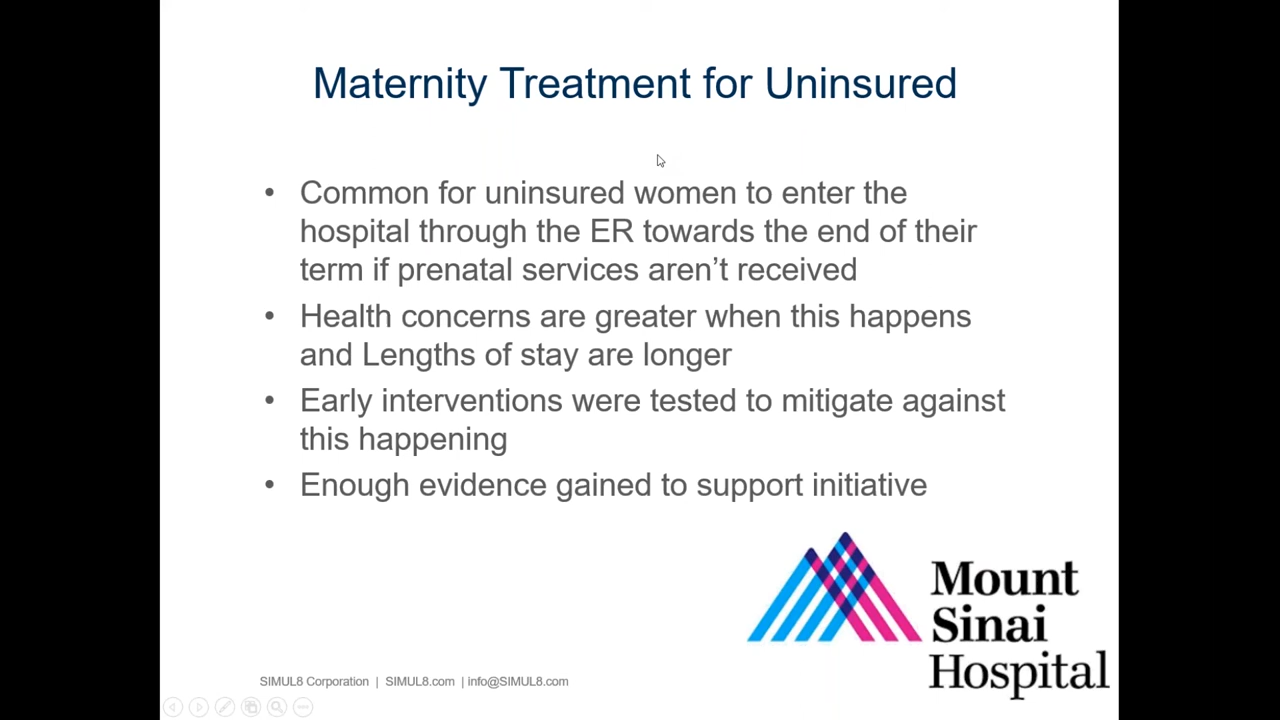 Maternity Treatment for Uninsured
• Common for uninsured women to enter the
hospital through the ER towards the end of their
term if prenatal services aren’t received
• Health concerns are greater when this happens
and Lengths of stay are longer
• Early interventions were tested to mitigate against
this happening
• Enough evidence gained to support initiative
Mount
Sinai
Hospital
SIMUL8 Corporation | SIMUL8.com | info@SIMUL8.com